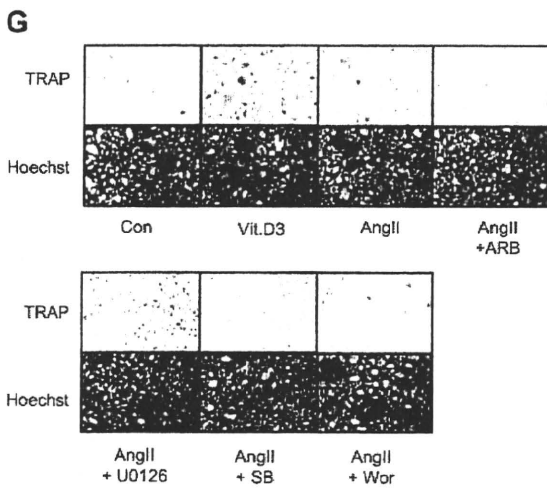 G
TRAP
Hoechst
Con Vit.D3 AngII AngII
+ARB
TRAP
Hoechst
AngII AngII AngII
+ U0126 + SB + Wor